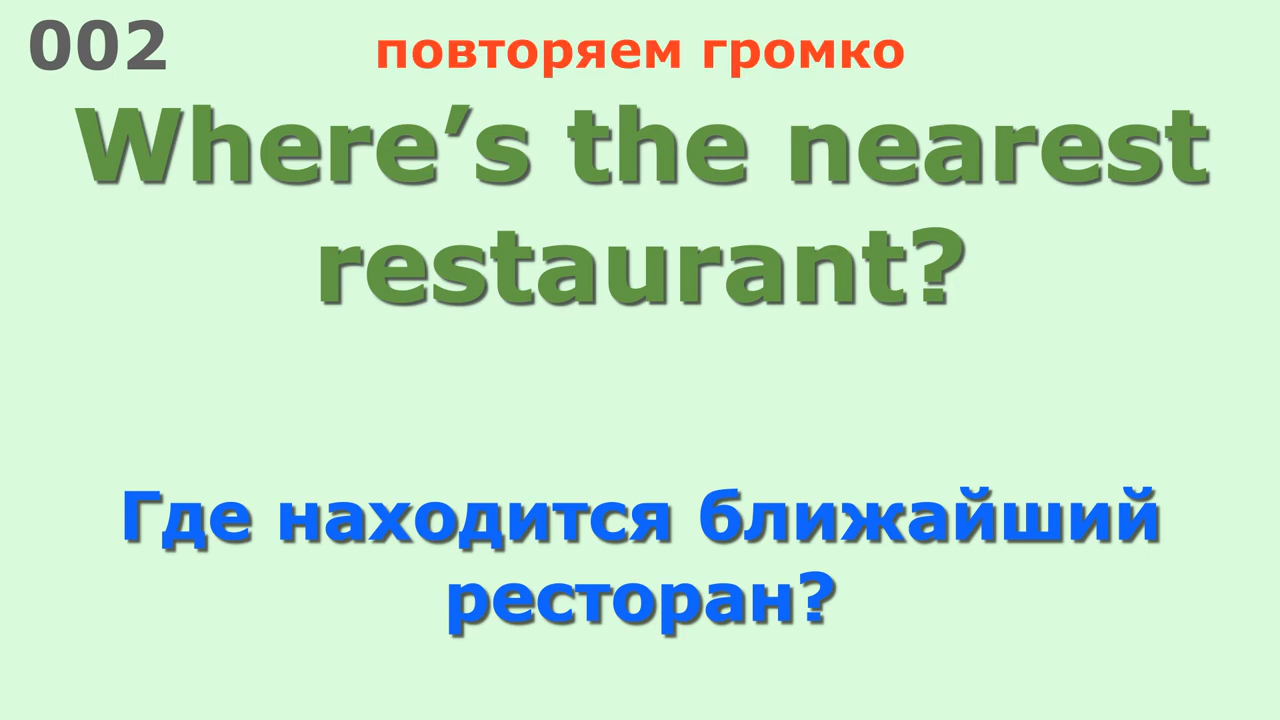 002
повторяем громко
Where’s the nearest
restaurant?
Где находится ближайший
ресторан?